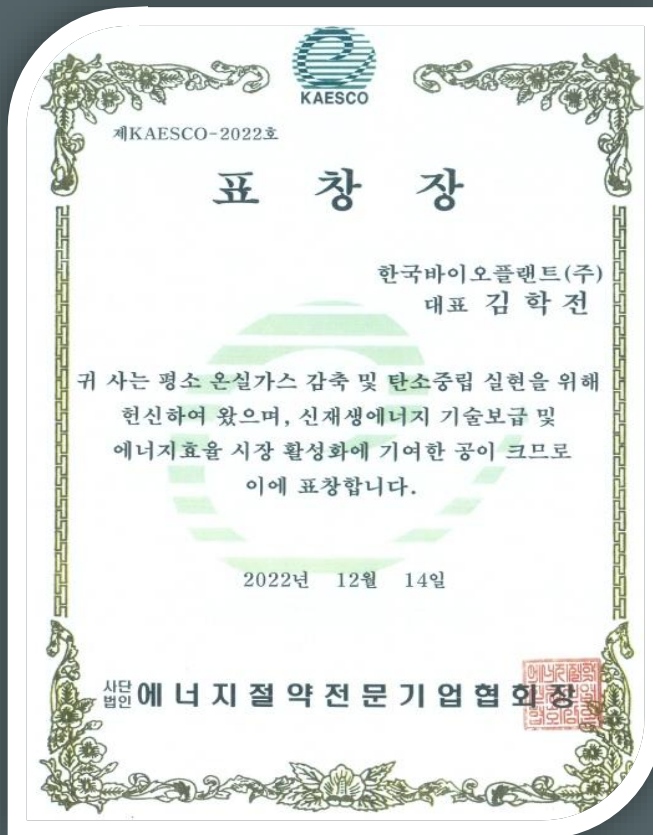 KAESCO
제KAESCO-2022호
표 창 장
한국바이오플랜트(주)
대표 김 학 전
귀 사는 평소 온실가스 감축 및 탄소중립 실현을 위해
헌신하여 왔으며, 신재생에너지 기술보급 및
에너지효율 시장 활성화에 기여한 공이 크므로
이에 표창합니다.
2022년 12월 14일
사단법인 에너지절약전문기업협회장